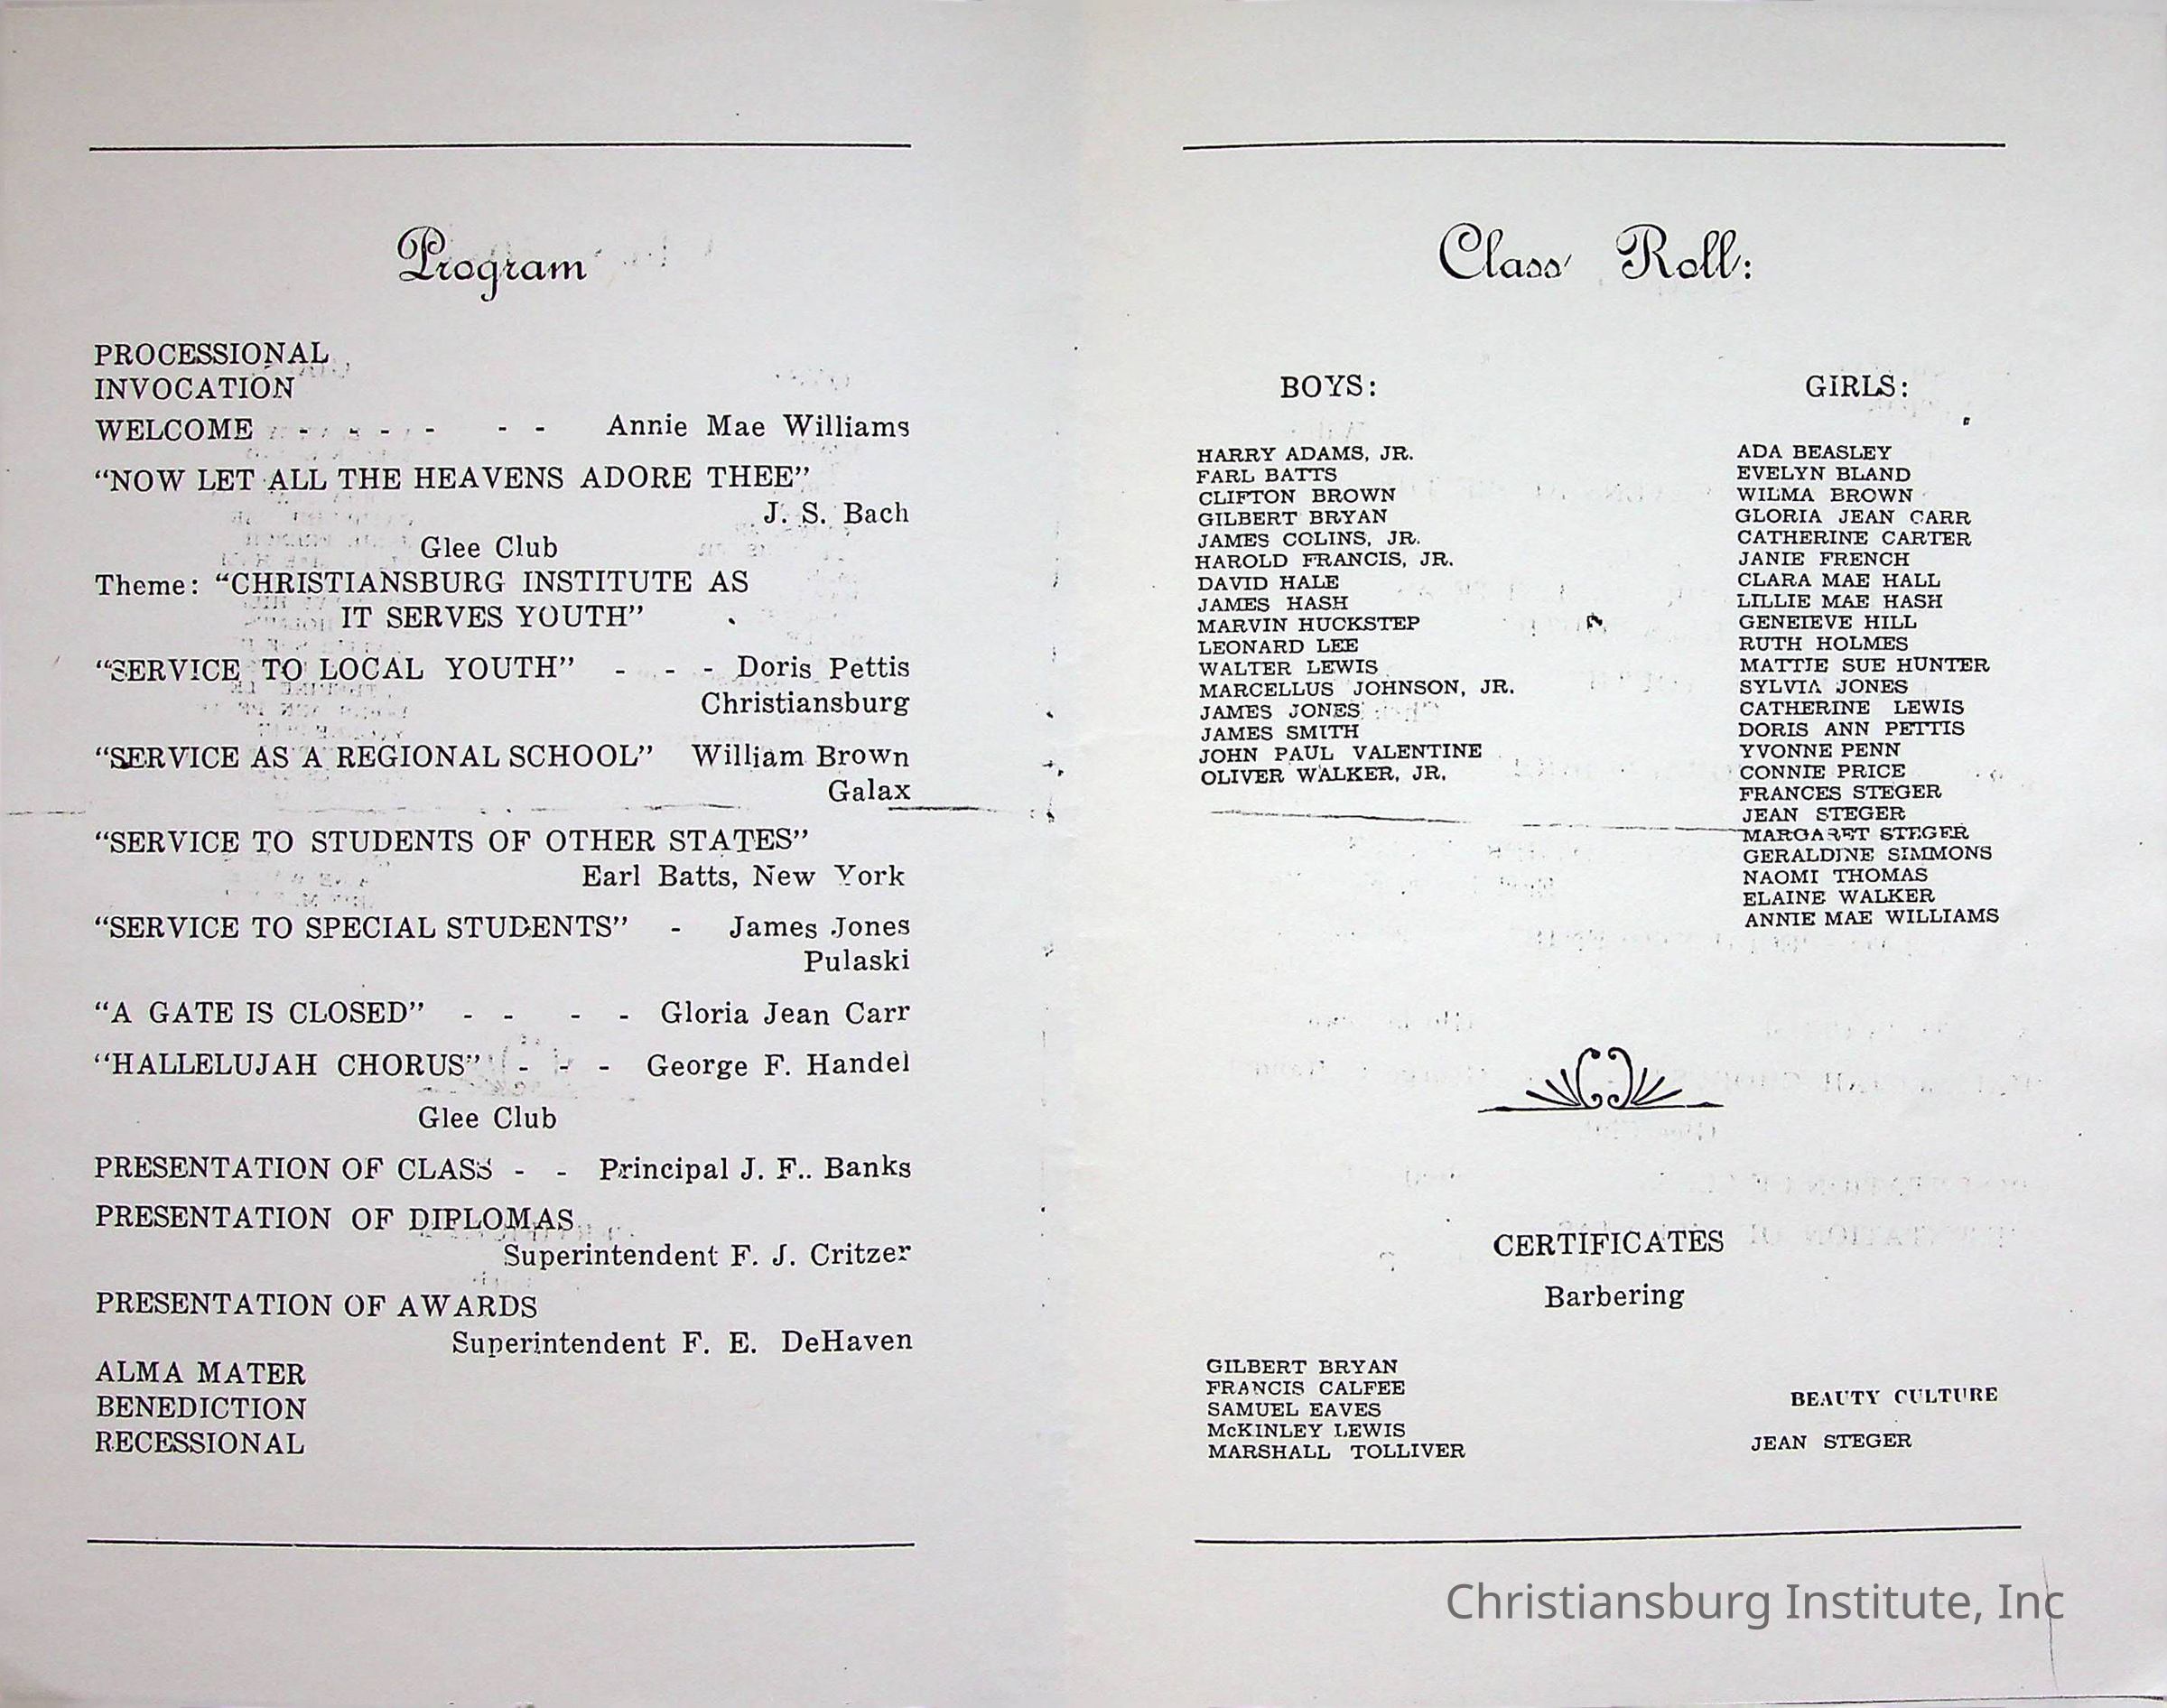 Program
PROCESSIONAL
INVOCATION
WELCOME - - - - - - Annie Mae Williams
“NOW LET ALL THE HEAVENS ADORE THEE”
J. S. Bach
Glee Club
Theme: “CHRISTIANSBURG INSTITUTE AS
IT SERVES YOUTH”
“SERVICE TO LOCAL YOUTH” - - - Doris Pettis
Christiansburg
“SERVICE AS A REGIONAL SCHOOL” William Brown
Galax
“SERVICE TO STUDENTS OF OTHER STATES”
Earl Batts, New York
“SERVICE TO SPECIAL STUDENTS” - James Jones
Pulaski
“A GATE IS CLOSED” - - - - Gloria Jean Carr
“HALLELUJAH CHORUS” - - - George F. Handel
Glee Club
PRESENTATION OF CLASS - - Principal J. F.. Banks
PRESENTATION OF DIPLOMAS
Superintendent F. J. Critzer
PRESENTATION OF AWARDS
Superintendent F. E. DeHaven
ALMA MATER
BENEDICTION
RECESSIONAL
Class Roll:
BOYS:
HARRY ADAMS, JR.
FARL BATTS
CLIFTON BROWN
GILBERT BRYAN
JAMES COLINS, JR.
HAROLD FRANCIS, JR.
DAVID HALE
JAMES HASH
MARVIN HUCKSTEP
LEONARD LEE
WALTER LEWIS
MARCELLUS JOHNSON, JR.
JAMES JONES
JAMES SMITH
JOHN PAUL VALENTINE
OLIVER WALKER, JR.
GIRLS:
ADA BEASLEY
EVELYN BLAND
WILMA BROWN
GLORIA JEAN CARR
CATHERINE CARTER
JANIE FRENCH
CLARA MAE HALL
LILLIE MAE HASH
GENEIEVE HILL
RUTH HOLMES
MATTIE SUE HUNTER
SYLVIA JONES
CATHERINE LEWIS
DORIS ANN PETTIS
YVONNE PENN
CONNIE PRICE
FRANCES STEGER
JEAN STEGER
MARGARET STEGER
GERALDINE SIMMONS
NAOMI THOMAS
ELAINE WALKER
ANNIE MAE WILLIAMS
CERTIFICATES
Barbering
GILBERT BRYAN
FRANCIS CALFEE
SAMUEL EAVES
McKINLEY LEWIS
MARSHALL TOLLIVER
BEAUTY CULTURE
JEAN STEGER
Christiansburg Institute, Inc